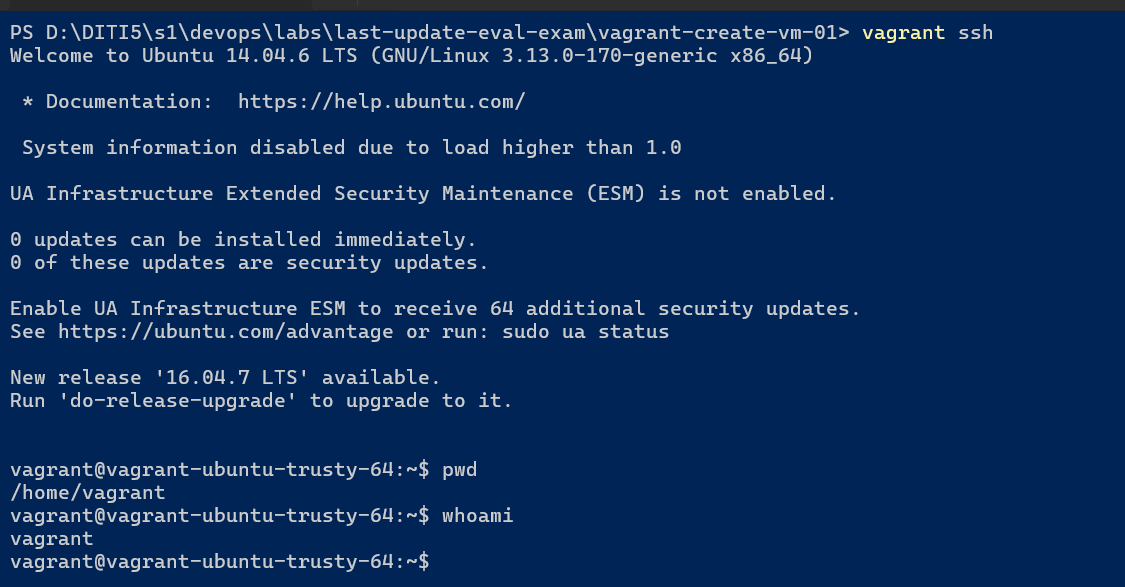 PS D:\DITI5\s1\devops\labs\last-update-eval-exam\vagrant-create-vm-01> vagrant ssh
Welcome to Ubuntu 14.04.6 LTS (GNU/Linux 3.13.0-170-generic x86_64)
* Documentation:  https://help.ubuntu.com/
System information disabled due to load higher than 1.0
UA Infrastructure Extended Security Maintenance (ESM) is not enabled.
0 updates can be installed immediately.
0 of these updates are security updates.
Enable UA Infrastructure ESM to receive 64 additional security updates.
See https://ubuntu.com/advantage or run: sudo ua status
New release '16.04.7 LTS' available.
Run 'do-release-upgrade' to upgrade to it.
vagrant@vagrant-ubuntu-trusty-64:~$ pwd
/home/vagrant
vagrant@vagrant-ubuntu-trusty-64:~$ whoami
vagrant
vagrant@vagrant-ubuntu-trusty-64:~$